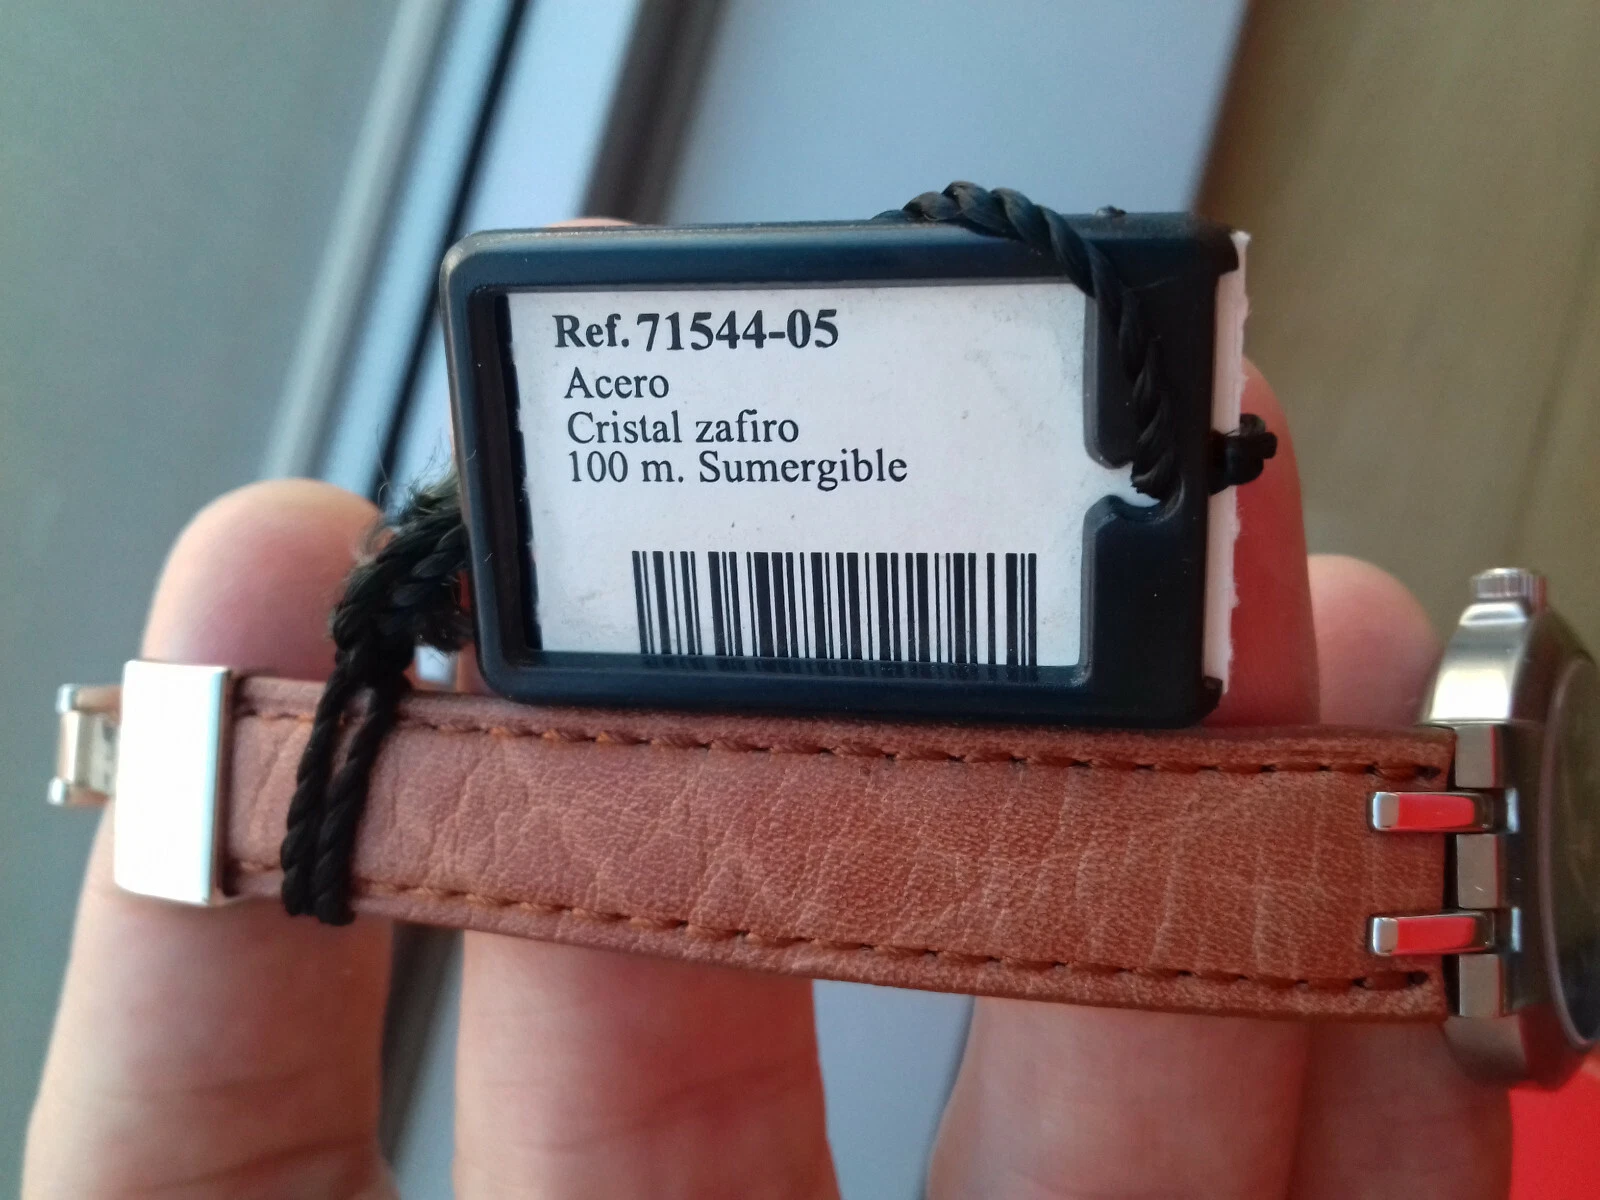 Ref. 71544-05
Acero
Cristal zafiro
100 m. Sumergible